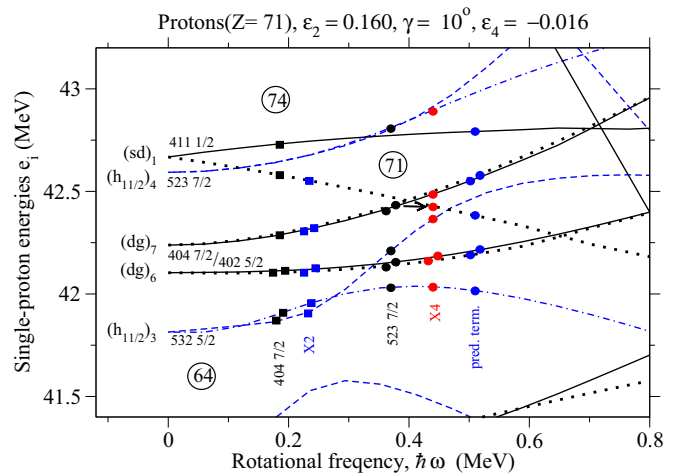 Protons(Z= 71), ε₂ = 0.160, γ = 10°, ε₄ = −0.016
Single-proton energies eᵢ (MeV)
43
42.5
42
41.5
(sd)₁
(h₁₁/₂)₄
(dg)₇
(dg)₆
(h₁₁/₂)₃
74
411 1/2
71
523 7/2
404 7/2/402 5/2
532 5/2
64
404 7/2
X2
523 7/2
X4
pred. term.
0
0.2
0.4
0.6
0.8
Rotational freqency, ħ ω (MeV)